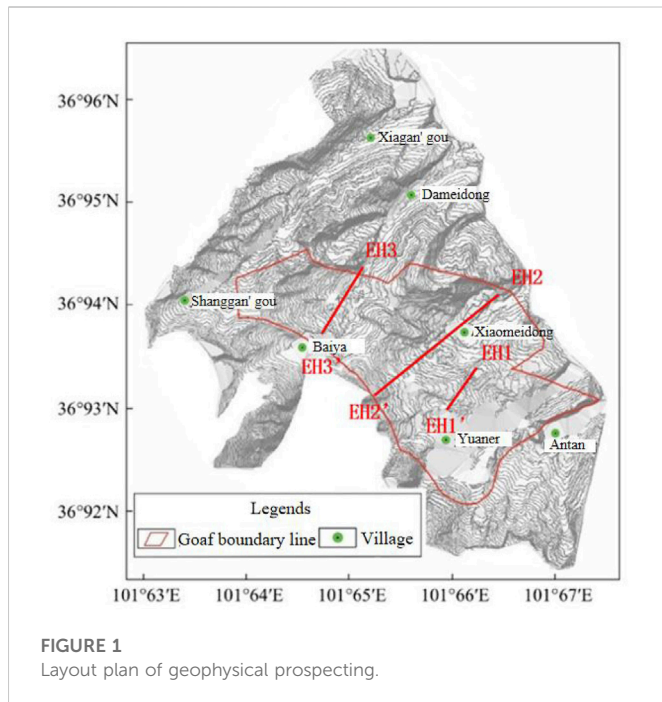 36°96′N
Xiagan' gou
36°95′N
Dameidong
EH3
EH2
36°94′N
Shanggan' gou
Xiaomeidong
Baiya
EH1
EH3'
36°93′N
EH2'
EH1'
Yuaner
Antan
36°92′N
Legends
Goaf boundary line
Village
101°63′E 101°64′E 101°65′E 101°66′E 101°67′E
FIGURE 1
Layout plan of geophysical prospecting.